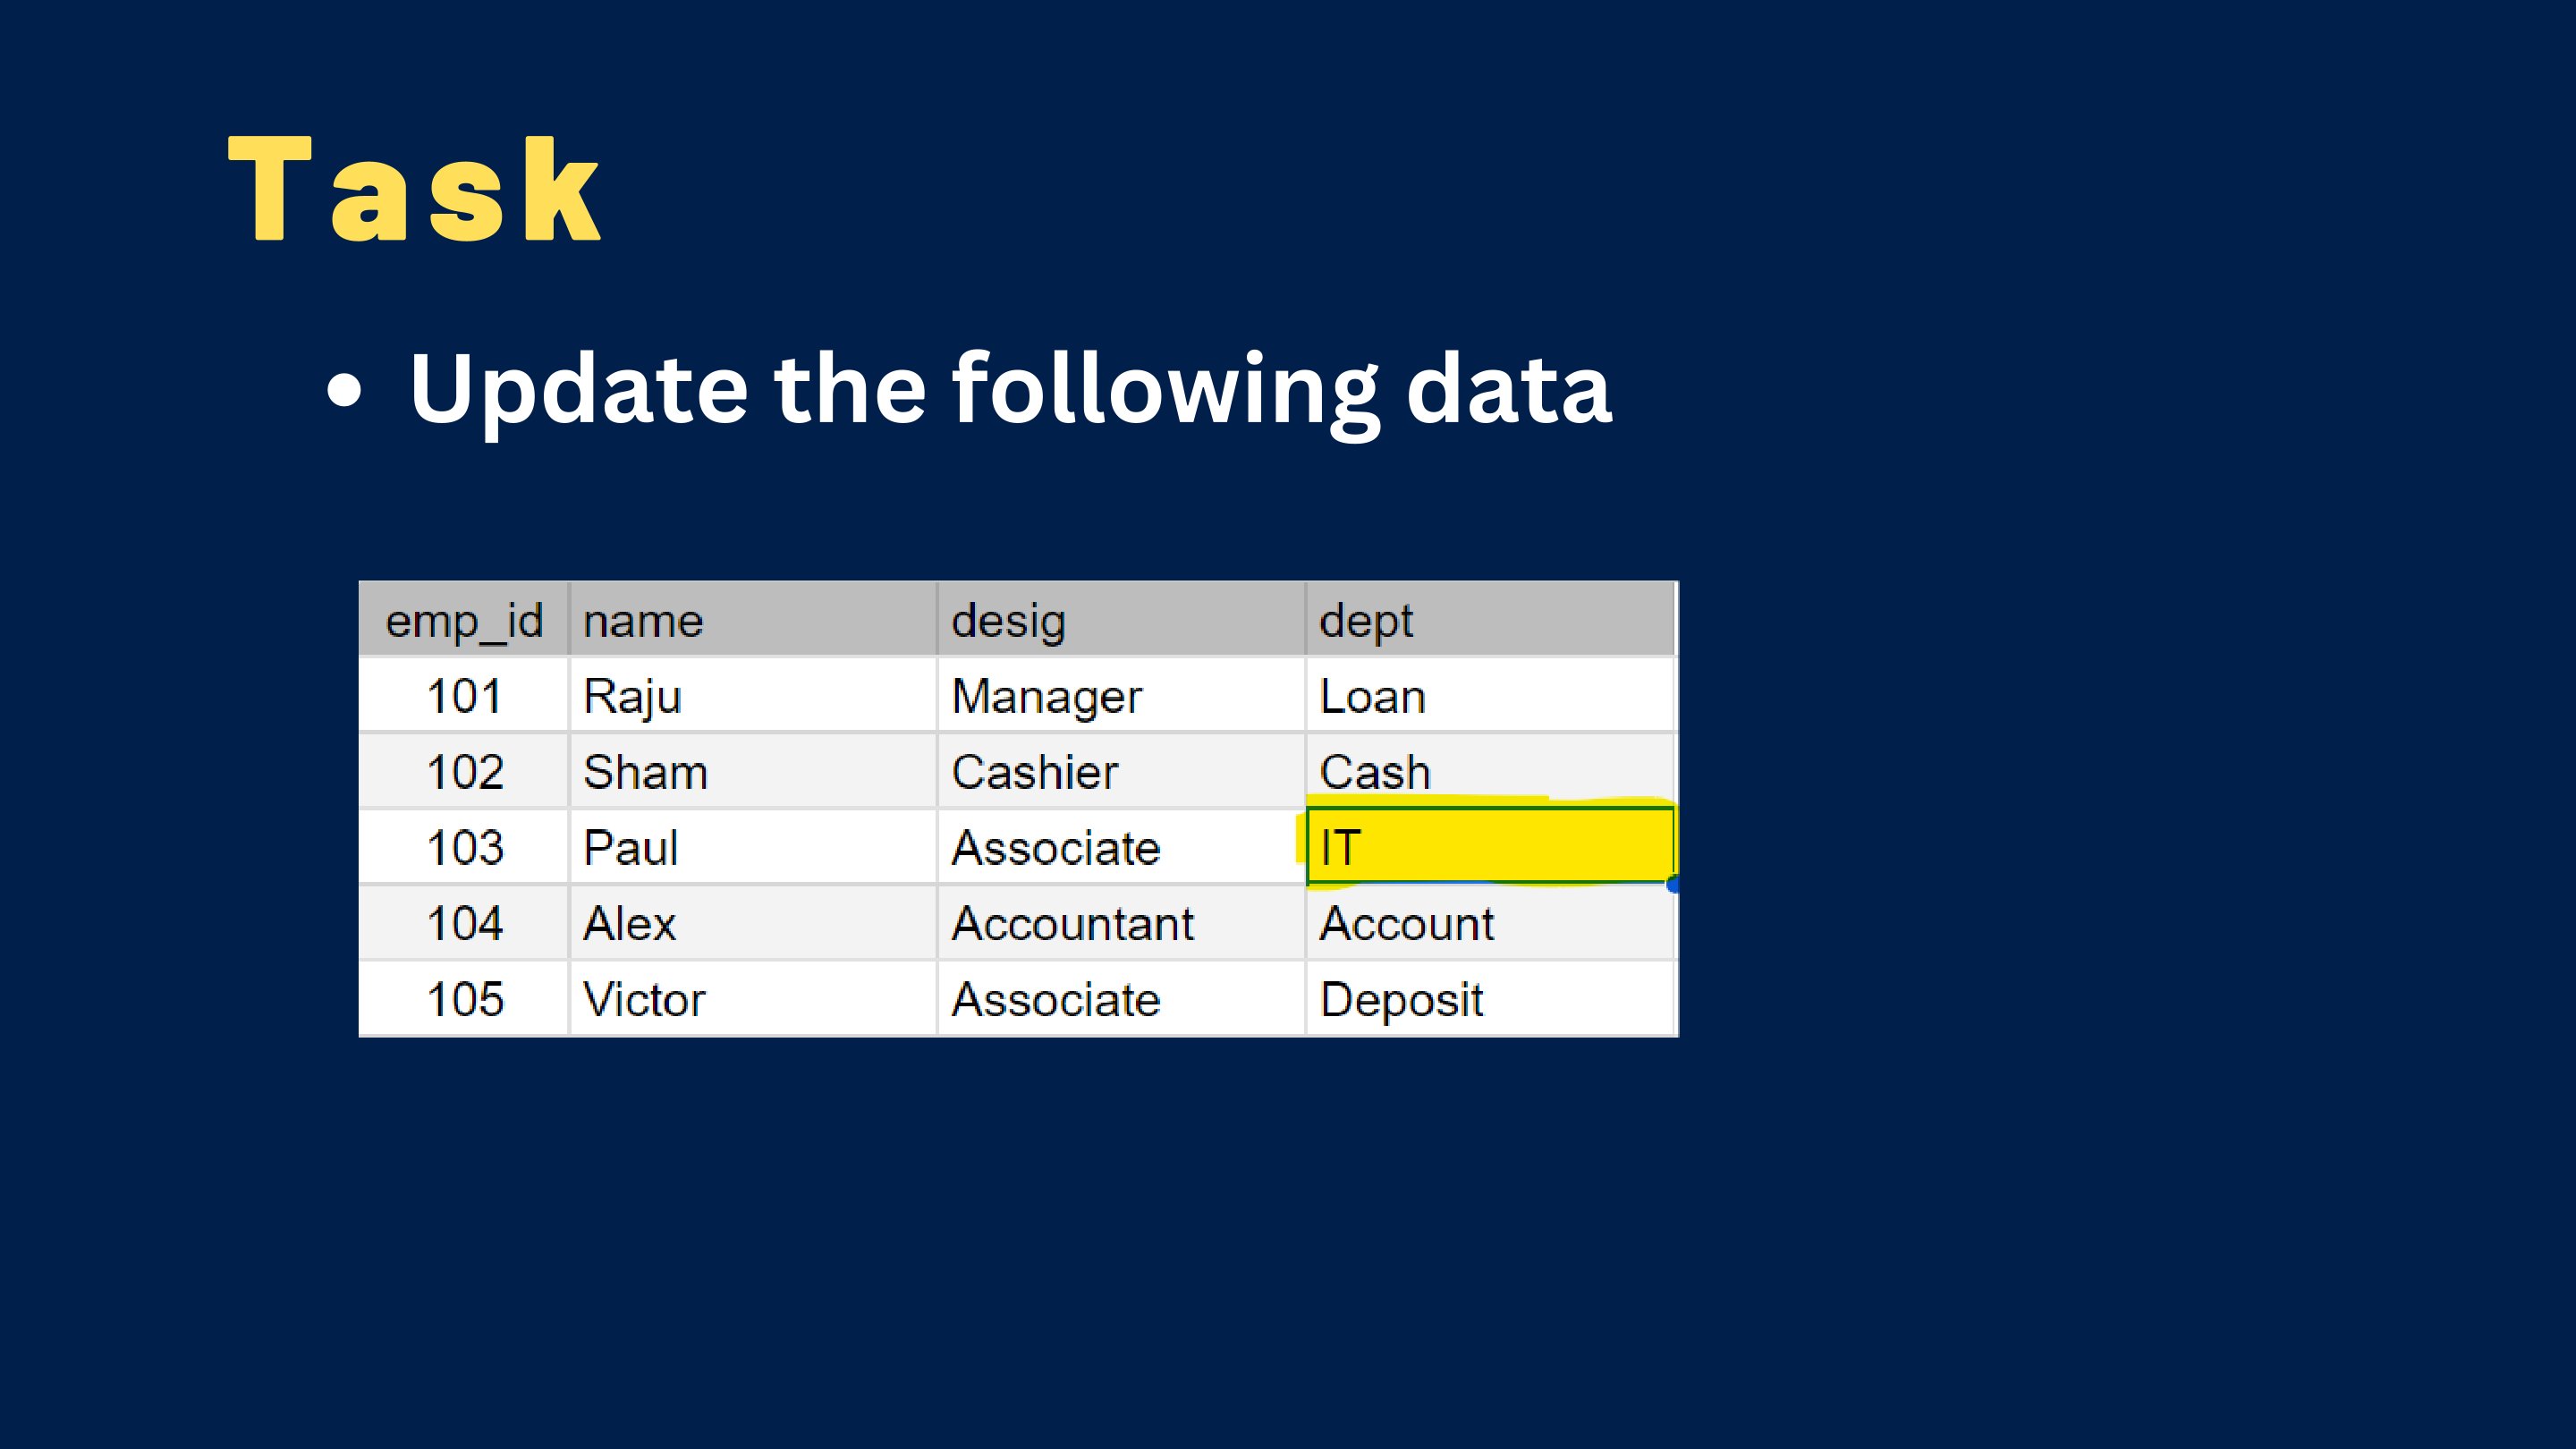 Task
• Update the following data
emp_id name desig dept
101 Raju Manager Loan
102 Sham Cashier Cash
103 Paul Associate IT
104 Alex Accountant Account
105 Victor Associate Deposit